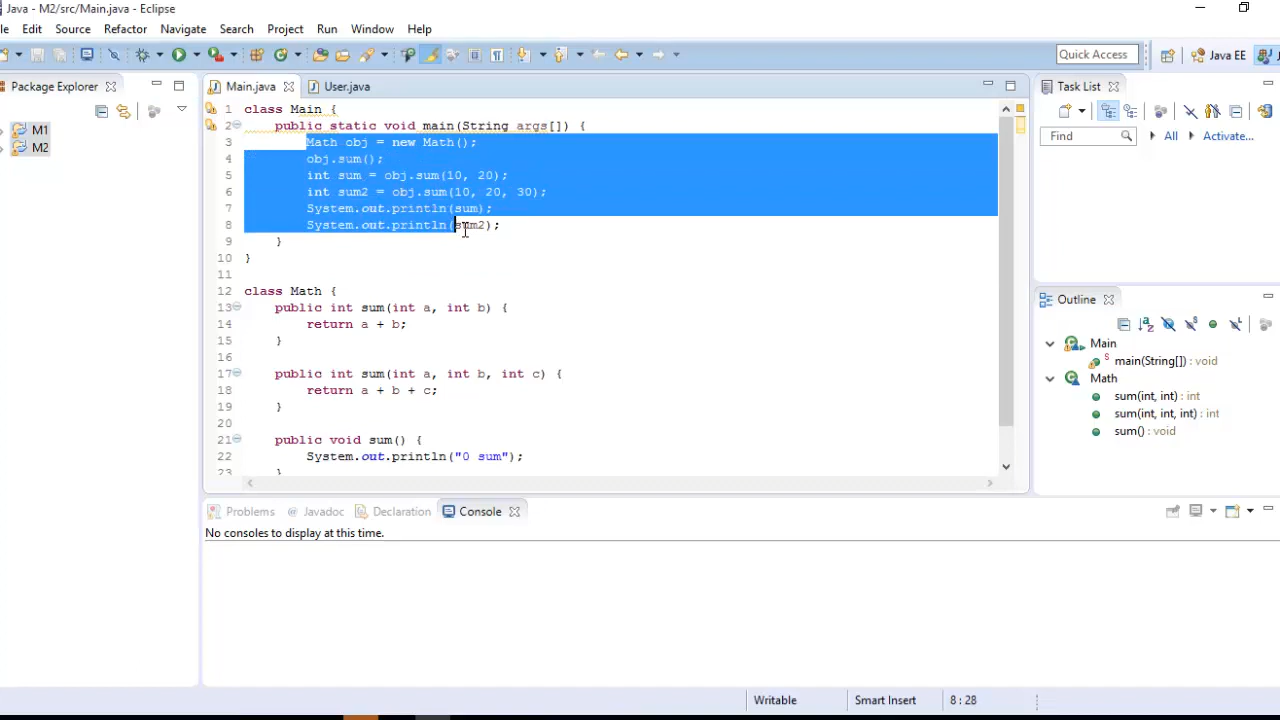 Java - M2/src/Main.java - Eclipse
le Edit Source Refactor Navigate Search Project Run Window Help
Quick Access
Java EE
J
Package Explorer
M1
M2
Main.java
User.java
1 class Main {
2 public static void main(String args[]) {
3 Math obj = new Math();
4 obj.sum();
5 int sum = obj.sum(10, 20);
6 int sum2 = obj.sum(10, 20, 30);
7 System.out.println(sum);
8 System.out.println(sum2);
9 }
10 }
11
12 class Math {
13 public int sum(int a, int b) {
14 return a + b;
15 }
16
17 public int sum(int a, int b, int c) {
18 return a + b + c;
19 }
20
21 public void sum() {
22 System.out.println("0 sum");
23 }
Task List
Find
All
Activate...
Outline
Main
main(String[]) : void
Math
sum(int, int) : int
sum(int, int, int) : int
sum() : void
Problems
@ Javadoc
Declaration
Console
No consoles to display at this time.
Writable
Smart Insert
8 : 28